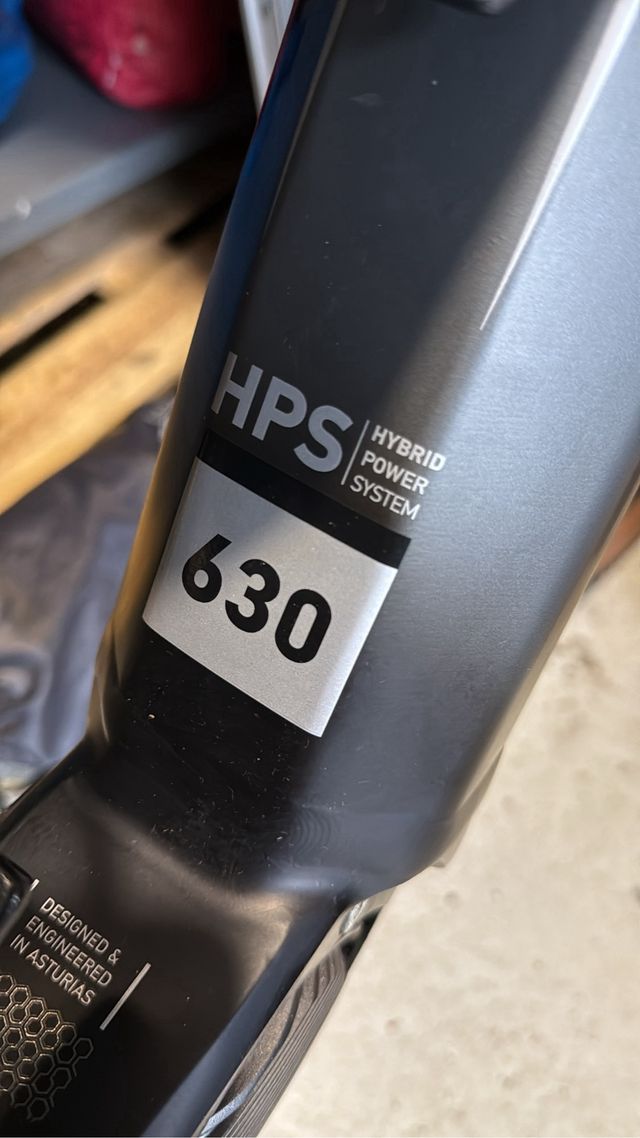 HPS
HYBRID
POWER
SYSTEM
630
DESIGNED &
ENGINEERED
IN ASTURIAS